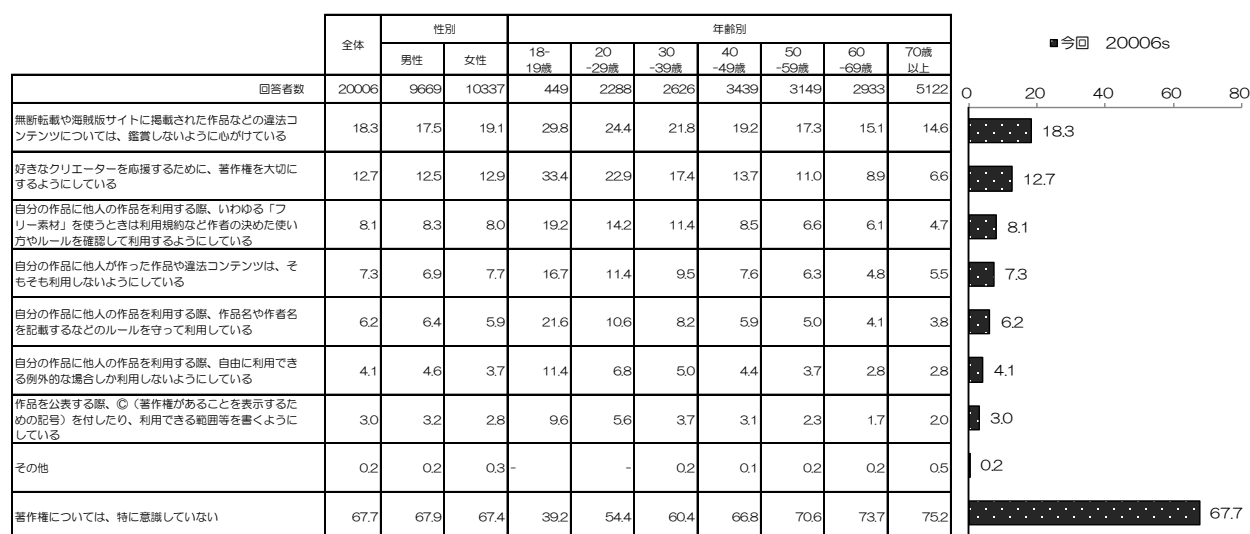 性別 年齢別
全体 男性 女性 18-19歳 20-29歳 30-39歳 40-49歳 50-59歳 60-69歳 70歳以上
■今回 20006s
回答者数 20006 9669 10337 449 2288 2626 3439 3149 2933 5122
0 20 40 60 80
無断転載や海賊版サイトに掲載された作品などの違法コ
ンテンツについては、鑑賞しないように心がけている
18.3 17.5 19.1 29.8 24.4 21.8 19.2 17.3 15.1 14.6
18.3
好きなクリエーターを応援するために、著作権を大切に
するようにしている
12.7 12.5 12.9 33.4 22.9 17.4 13.7 11.0 8.9 6.6
12.7
自分の作品に他人の作品を利用する際、いわゆる「フ
リー素材」を使うときは利用規約など作者の決めた使い
方やルールを確認して利用するようにしている
8.1 8.3 8.0 19.2 14.2 11.4 8.5 6.6 6.1 4.7
8.1
自分の作品に他人が作った作品や違法コンテンツは、そ
もそも利用しないようにしている
7.3 6.9 7.7 16.7 11.4 9.5 7.6 6.3 4.8 5.5
7.3
自分の作品に他人の作品を利用する際、作品名や作者名
を記載するなどのルールを守って利用している
6.2 6.4 5.9 21.6 10.6 8.2 5.9 5.0 4.1 3.8
6.2
自分の作品に他人の作品を利用する際、自由に利用でき
る例外的な場合しか利用しないようにしている
4.1 4.6 3.7 11.4 6.8 5.0 4.4 3.7 2.8 2.8
4.1
作品を公表する際、©（著作権があることを表示するた
めの記号）を付したり、利用できる範囲等を書くように
している
3.0 3.2 2.8 9.6 5.6 3.7 3.1 2.3 1.7 2.0
3.0
その他 0.2 0.2 0.3 - - 0.2 0.1 0.2 0.2 0.5
0.2
著作権については、特に意識していない 67.7 67.9 67.4 39.2 54.4 60.4 66.8 70.6 73.7 75.2
67.7